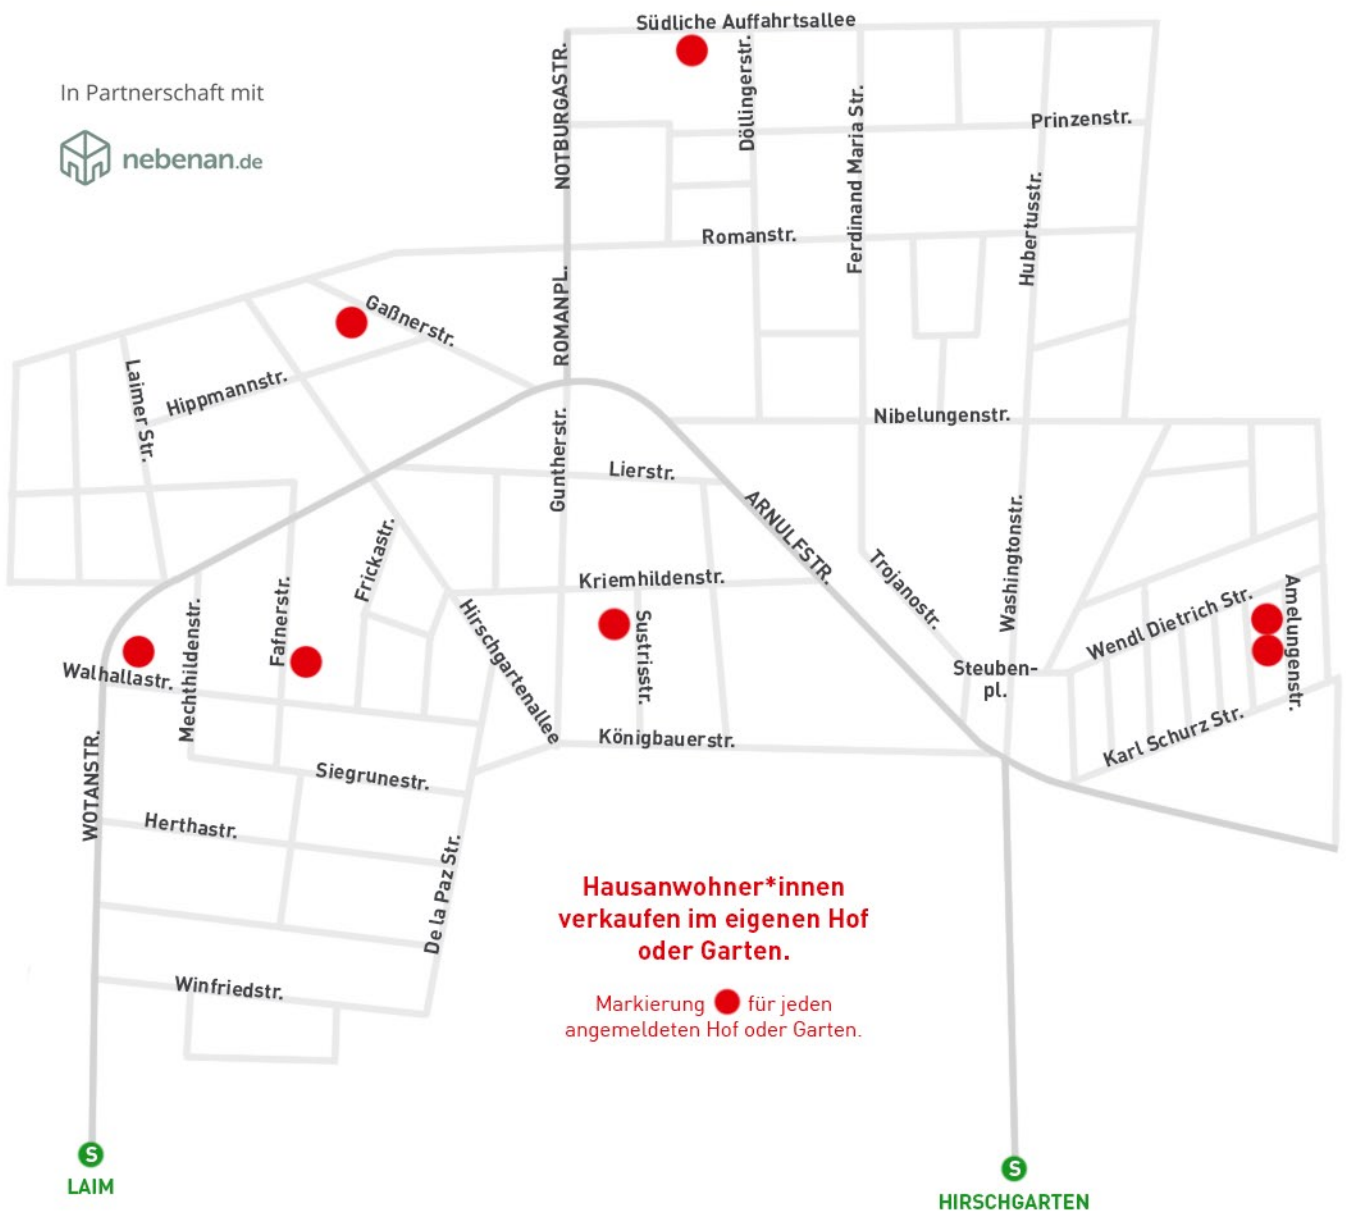 Südliche Auffahrtsallee
In Partnerschaft mit
nebenan.de
NOTBURGASTR.
Döllingerstr.
Ferdinand Maria Str.
Prinzenstr.
Hubertusstr.
Romanstr.
ROMANPL.
Gaßnerstr.
Hippmannstr.
Laimer Str.
Nibelungenstr.
Guntherstr.
Lierstr.
ARNULFSTR.
Frickastr.
Trojanostr.
Washingtonstr.
Kriemhildenstr.
Fafnerstr.
Mechthildenstr.
Hirschgartenallee
Sustrisstr.
Wendl Dietrich Str.
Amelungenstr.
Walhallastr.
Steuben-
pl.
Karl Schurz Str.
Königbauerstr.
WOTANSTR.
Siegrunestr.
Herthastr.
De la Paz Str.
Winfriedstr.
Hausanwohner*innen
verkaufen im eigenen Hof
oder Garten.
Markierung für jeden
angemeldeten Hof oder Garten.
S
LAIM
S
HIRSCHGARTEN